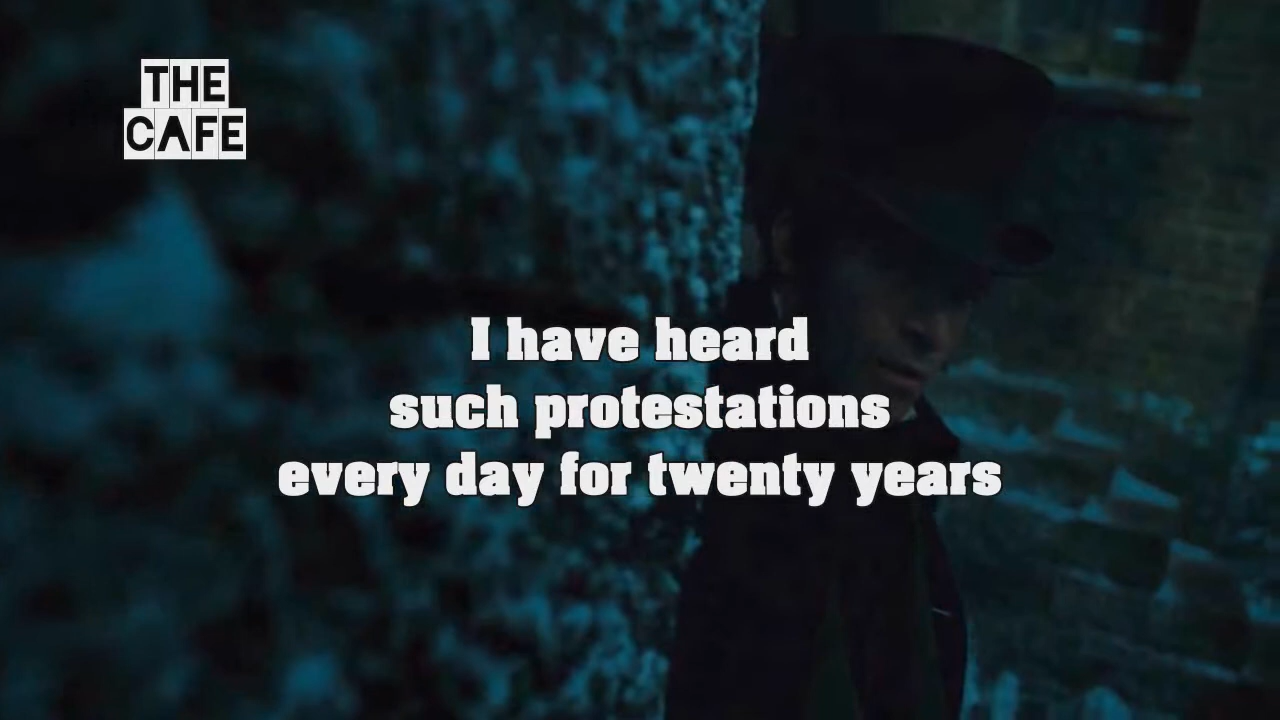 THE
CAFE
I have heard
such protestations
every day for twenty years